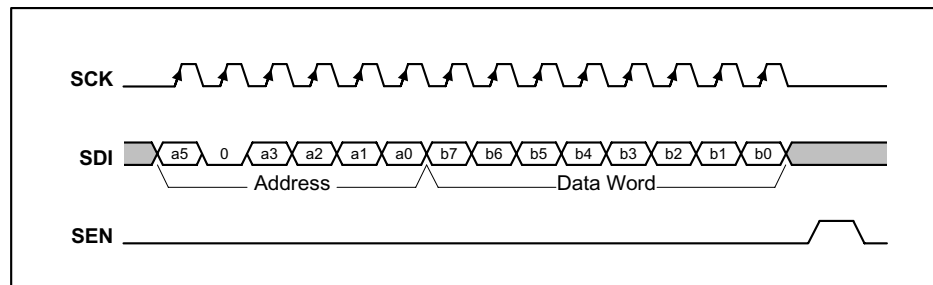 SCK
SDI a5 0 a3 a2 a1 a0 b7 b6 b5 b4 b3 b2 b1 b0
Address Data Word
SEN